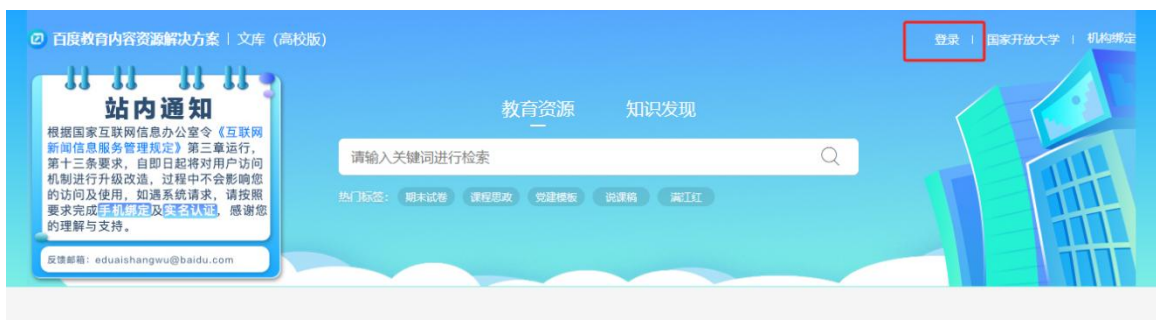 百度教育内容资源解决方案 | 文库 (高校版)
登录 | 国家开放大学 | 机构绑定
站内通知
根据国家互联网信息办公室令《互联网
新闻信息服务管理规定》第三章运行，
第十三条要求，自即日起将对用户访问
机制进行升级改造，过程中不会影响您
的访问及使用，如遇系统请求，请按照
要求完成手机绑定及实名认证，感谢您
的理解与支持。
反馈邮箱：eduaishangwu@baidu.com
教育资源 知识发现
请输入关键词进行检索
热门标签： 期末试卷 课程思政 党建模板 说课稿 满江红